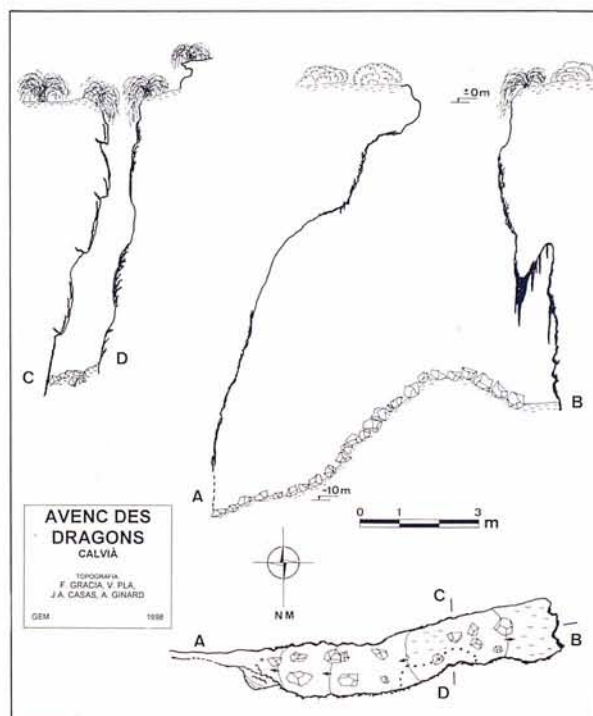 ±0m
C
D
A
B
-10m
0 1 3
m
AVENC DES
DRAGONS
CALVIÀ
TOPOGRAFIA
F. GRACIA, V. PLA,
J.A. CASAS, A. GINARD
GEM 1998
NM
A
C
B
D